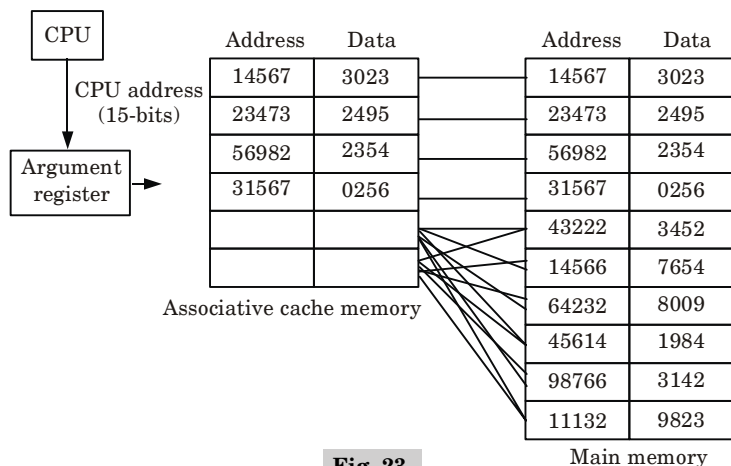 CPU
CPU address
(15-bits)
Argument
register
Address Data
14567 3023
23473 2495
56982 2354
31567 0256
Associative cache memory
Address Data
14567 3023
23473 2495
56982 2354
31567 0256
43222 3452
14566 7654
64232 8009
45614 1984
98766 3142
11132 9823
Main memory
Fig. 23